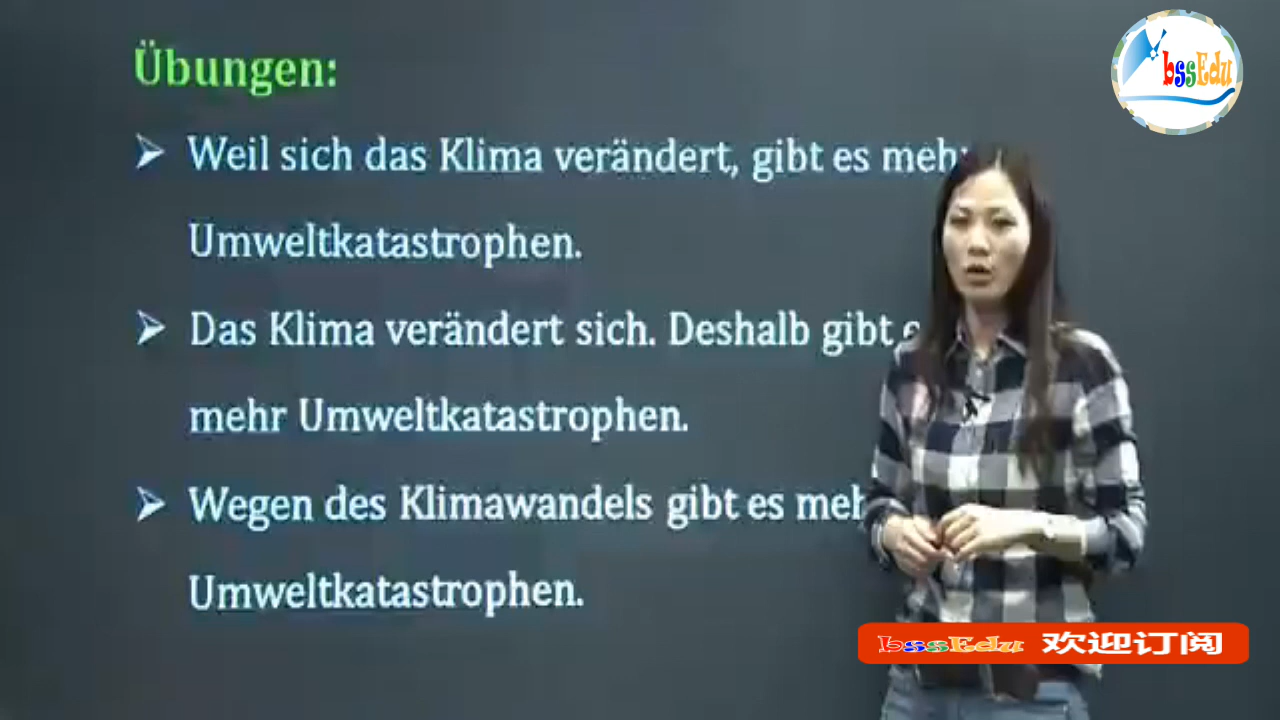 Übungen:
Weil sich das Klima verändert, gibt es mehr
Umweltkatastrophen.
Das Klima verändert sich. Deshalb gibt
mehr Umweltkatastrophen.
Wegen des Klimawandels gibt es
Umweltkatastrophen.
bssEdu
bssEdu 欢迎订阅